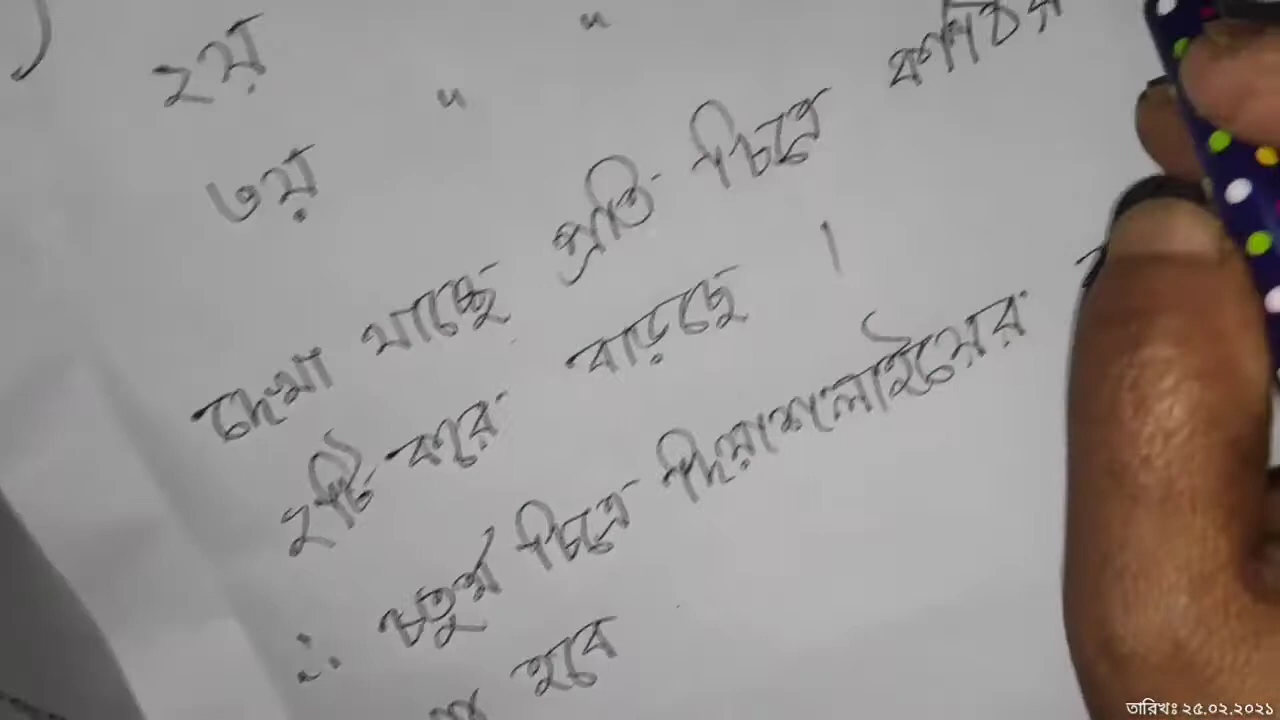 ২য় "
৩য় "
দেখা যাচ্ছে প্রতি চিত্রে কাঠির
২টি করে বাড়ছে ।
∴ চতুর্থ চিত্রে দিয়াশলাইয়ের
হবে
তারিখঃ ২৫.০২.২০২১